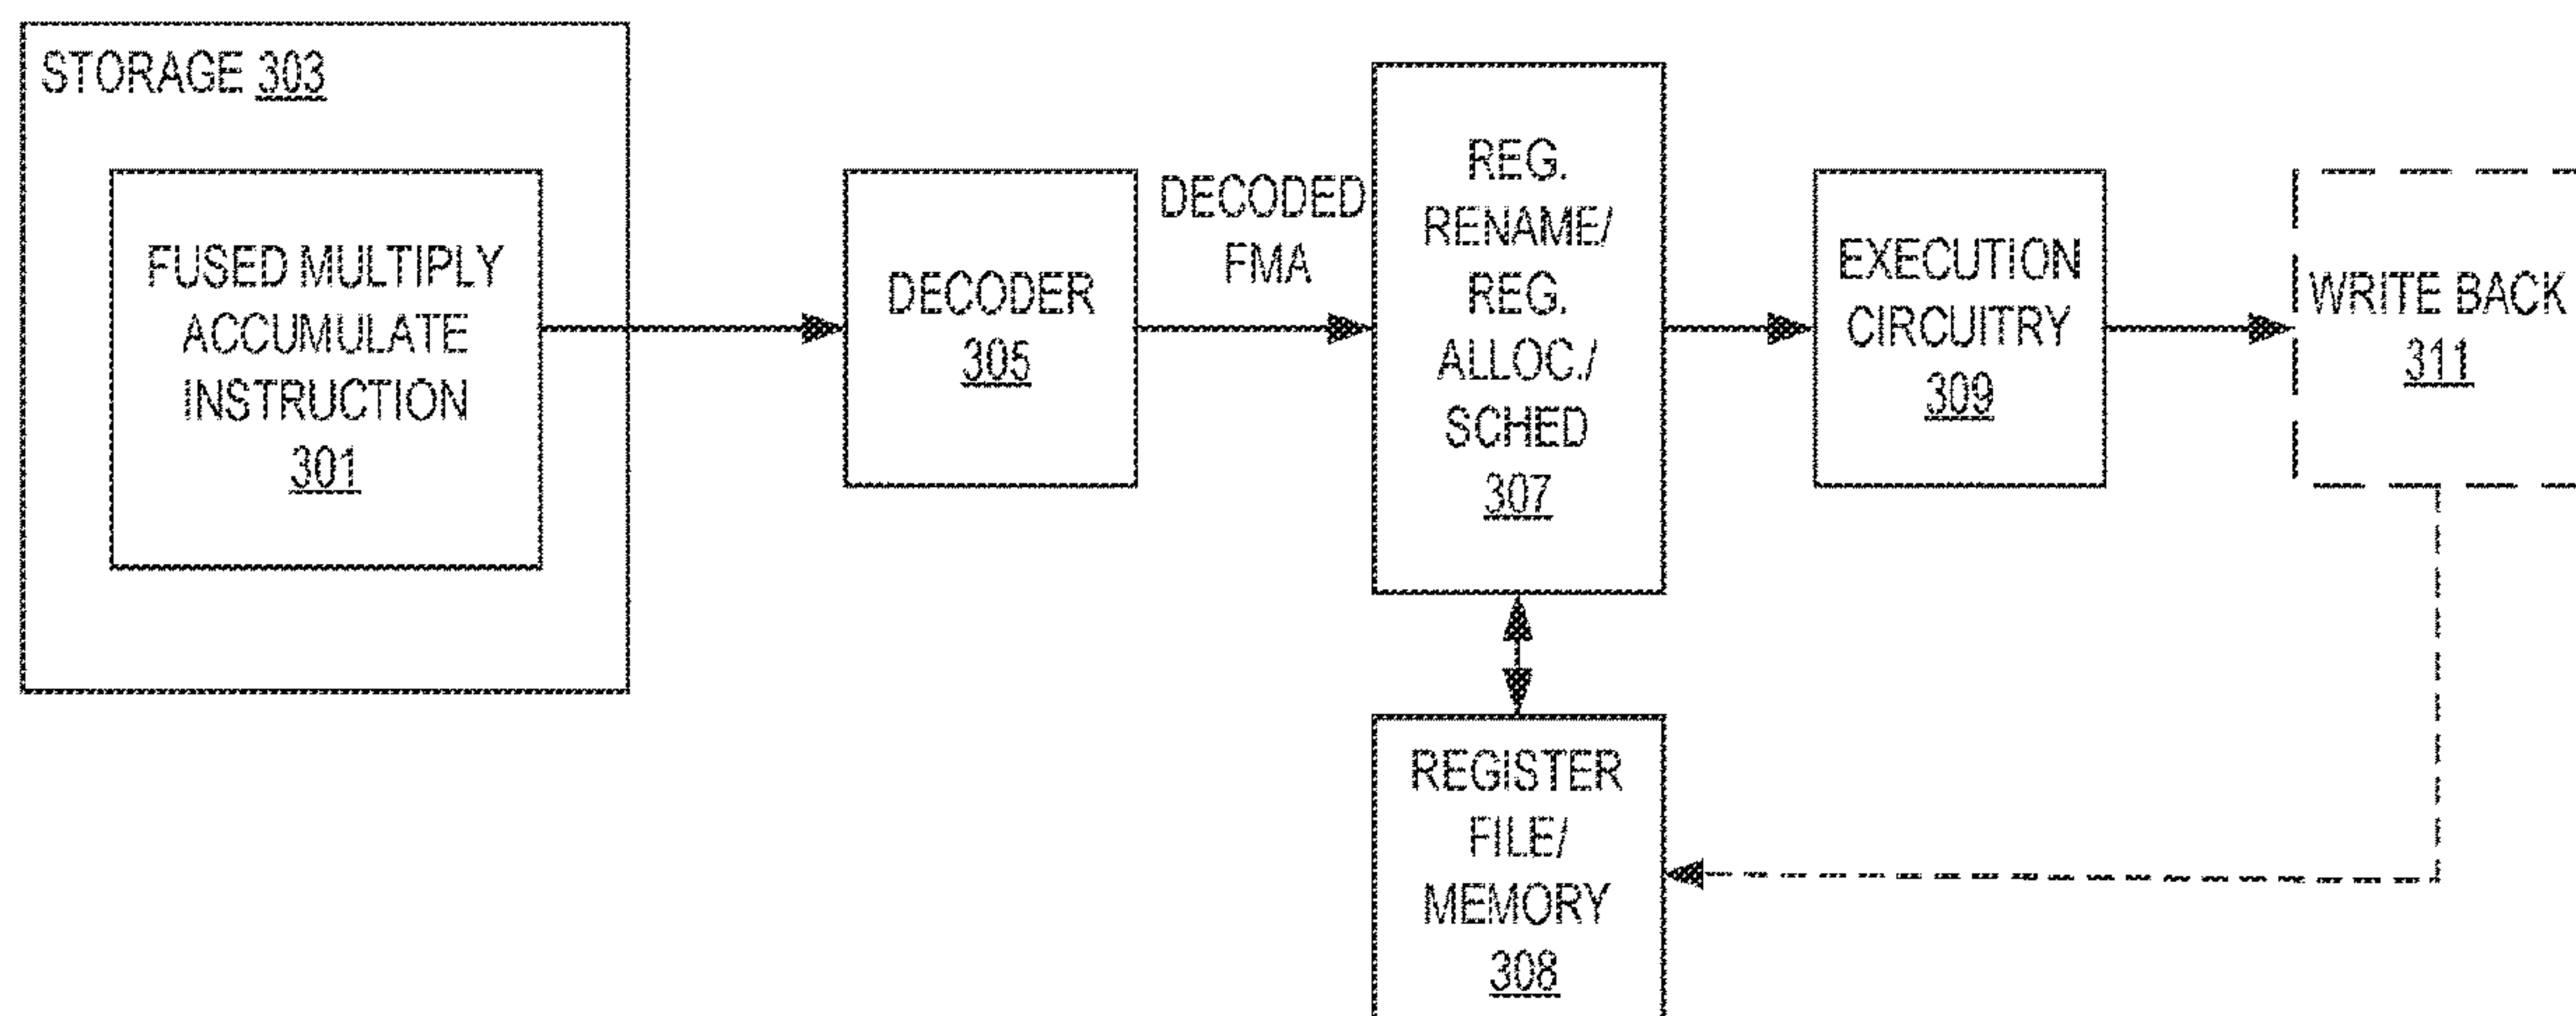 STORAGE 303
FUSED MULTIPLY
ACCUMULATE
INSTRUCTION
301
DECODER
305
DECODED
FMA
REG.
RENAME/
REG.
ALLOC./
SCHED
307
EXECUTION
CIRCUITRY
309
WRITE BACK
311
REGISTER
FILE/
MEMORY
308